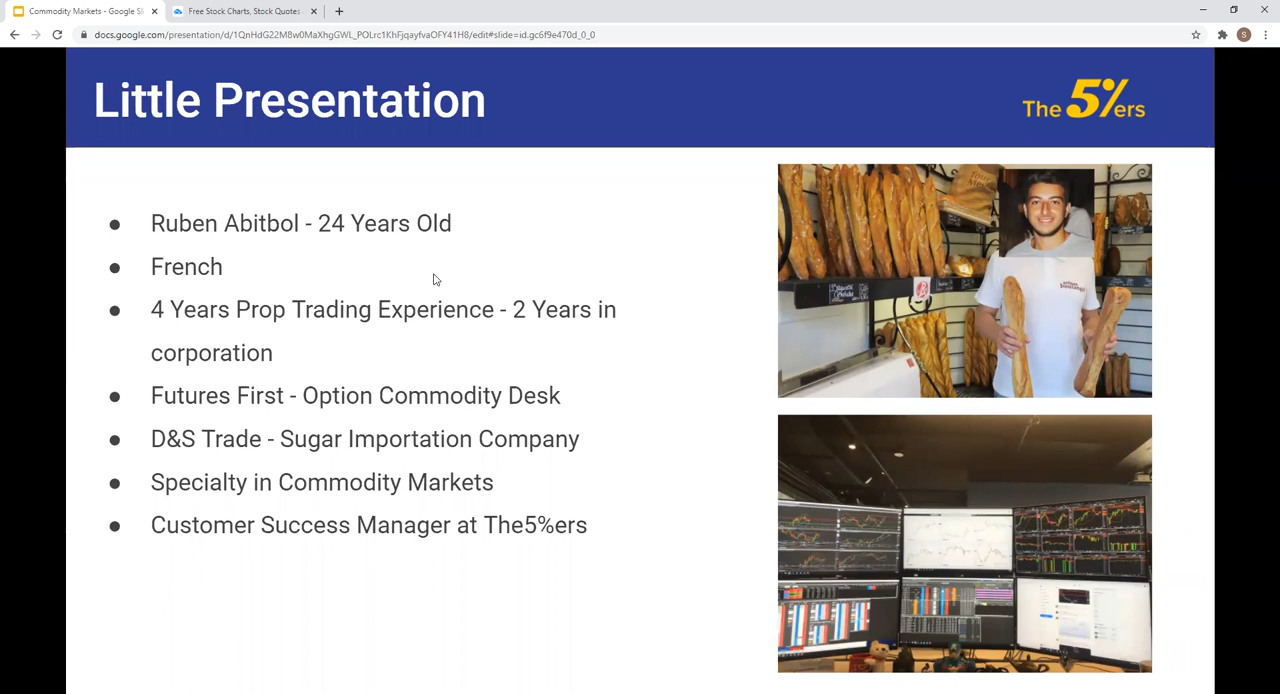 Commodity Markets - Google Sl
Free Stock Charts, Stock Quotes
docs.google.com/presentation/d/1QnHdG22M8w0MaXhgGWL_POLrc1KhFjqayfvaOFY41H8/edit#slide=id.gc6f9e470d_0_0
S
Little Presentation
The 5%ers
● Ruben Abitbol - 24 Years Old
● French
● 4 Years Prop Trading Experience - 2 Years in
corporation
● Futures First - Option Commodity Desk
● D&S Trade - Sugar Importation Company
● Specialty in Commodity Markets
● Customer Success Manager at The5%ers